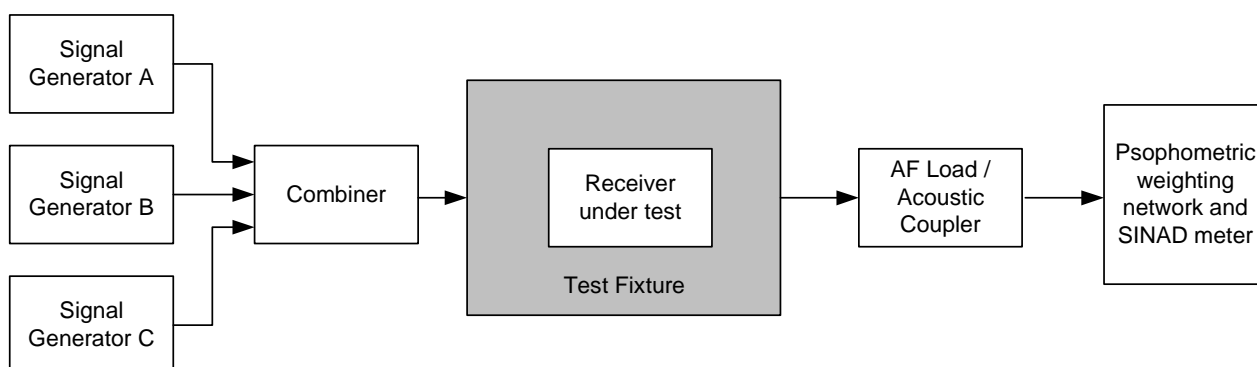 Signal
Generator A
Signal
Generator B
Signal
Generator C
Combiner
Receiver
under test
Test Fixture
AF Load /
Acoustic
Coupler
Psophometric
weighting
network and
SINAD meter